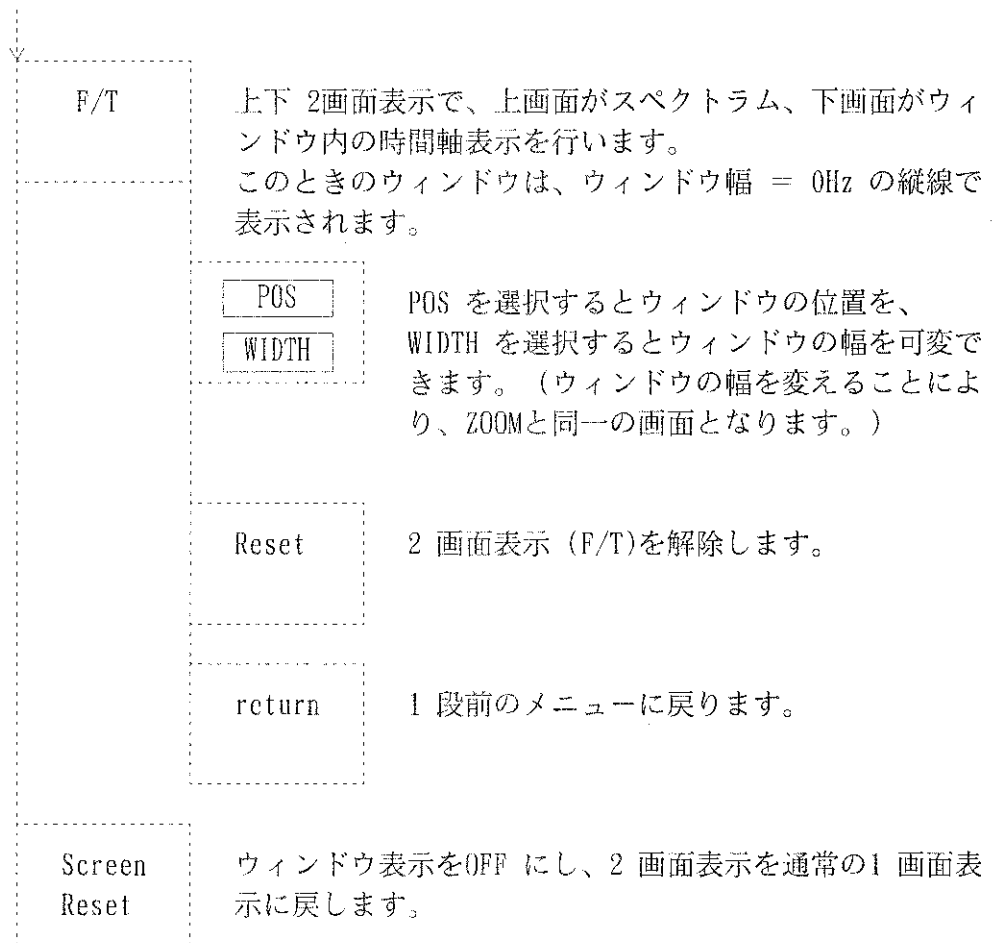 F/T
上下 2画面表示で、上画面がスペクトラム、下画面がウィ
ンドウ内の時間軸表示を行います。
このときのウィンドウは、ウィンドウ幅 = 0Hz の縦線で
表示されます。
POS
WIDTH
POS を選択するとウィンドウの位置を、
WIDTH を選択するとウィンドウの幅を可変で
きます。（ウィンドウの幅を変えることによ
り、ZOOMと同一の画面となります。）
Reset
2 画面表示 (F/T)を解除します。
return
1 段前のメニューに戻ります。
Screen
Reset
ウィンドウ表示をOFF にし、2 画面表示を通常の1 画面表
示に戻します。